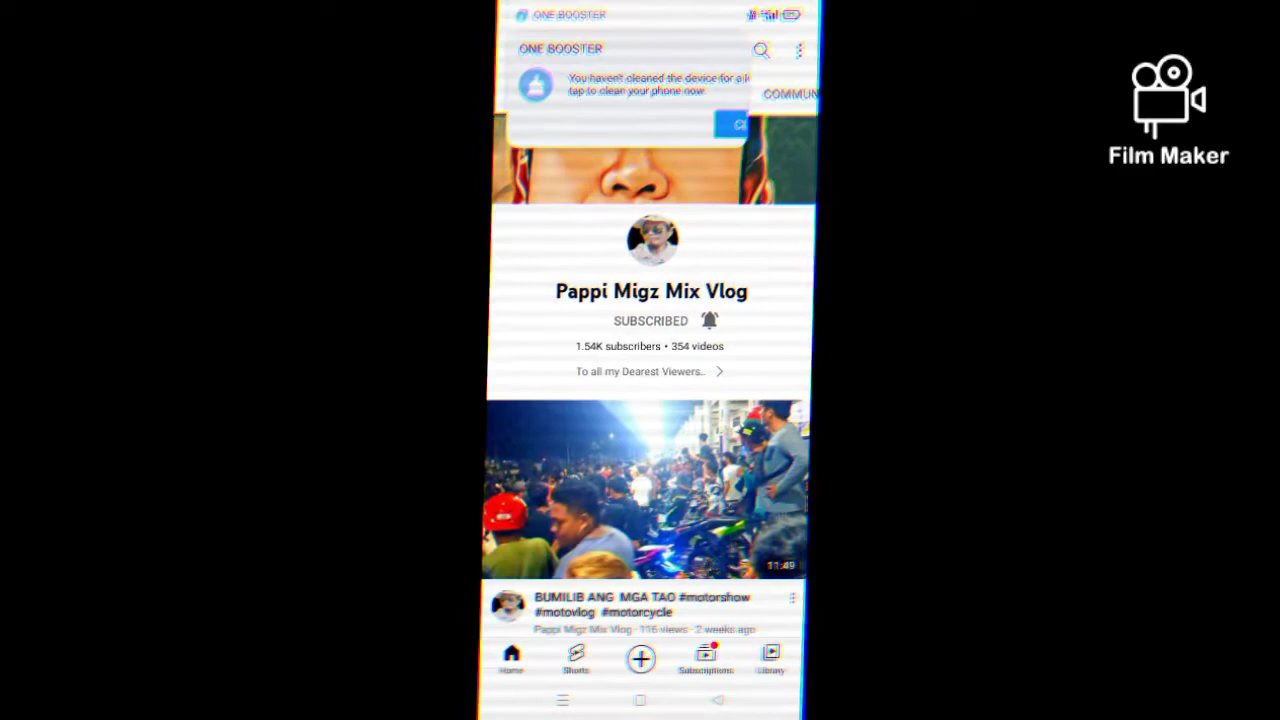 ONE BOOSTER
ONE BOOSTER
You haven't cleaned the device for a
tap to clean your phone now.
COMMUN
Film Maker
Pappi Migz Mix Vlog
SUBSCRIBED
1.54K subscribers • 354 videos
To all my Dearest Viewers..
11:49
BUMILIB ANG MGA TAO #motorshow
#motovlog #motorcycle
Pappi Migz Mix Vlog · 116 views · 2 weeks ago
Home
Shorts
Subscriptions
Library